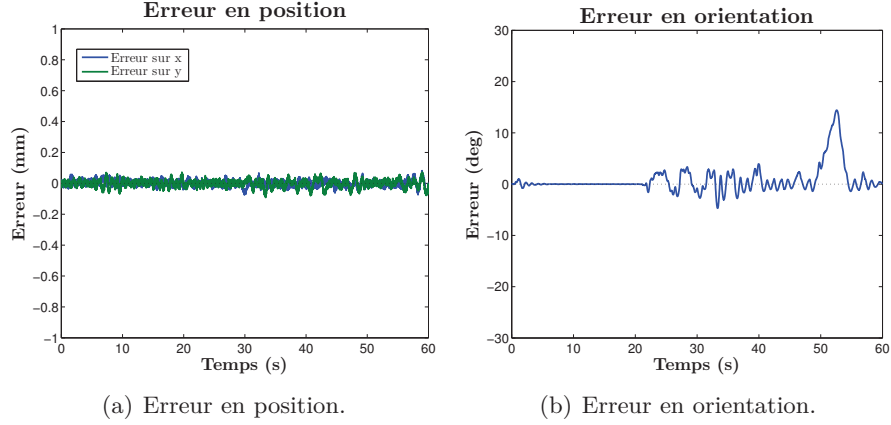 Erreur en position
1
0.8
0.6
0.4
0.2
0
−0.2
−0.4
−0.6
−0.8
−1
Erreur (mm)
Erreur sur x
Erreur sur y
0 10 20 30 40 50 60
Temps (s)
(a) Erreur en position.
Erreur en orientation
30
20
10
0
−10
−20
−30
Erreur (deg)
0 10 20 30 40 50 60
Temps (s)
(b) Erreur en orientation.